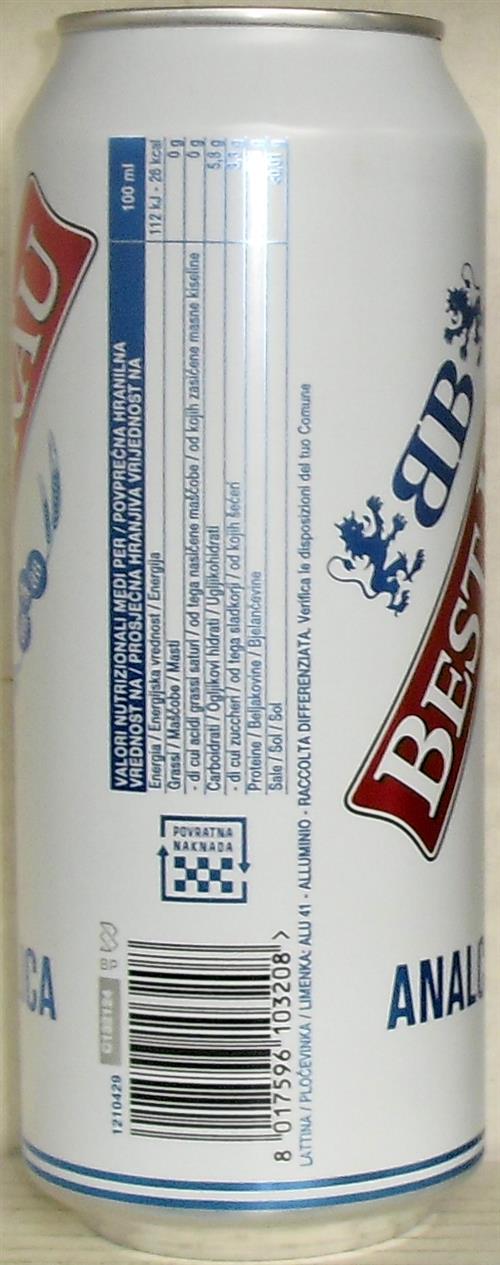 VALORI NUTRIZIONALI MEDI PER / POVPREČNA HRANILNA
VREDNOST NA / PROSJEČNA HRANJIVA VRIJEDNOST NA 100 ml
Energia / Energijska vrednost / Energija 112 kJ - 26 kcal
Grassi / Maščobe / Masti 0 g
- di cui acidi grassi saturi / od tega nasičene maščobe / od kojih zasićene masne kiseline 0 g
Carboidrati / Ogljikovi hidrati / Ugljikohidrati 5,8 g
- di cui zuccheri / od tega sladkorji / od kojih šećeri
Proteine / Beljakovine / Bjelančevine
Sale / Sol / Sol
POVRATNA
NAKNADA
1210429
BP
8 017596 103208 >
LATTINA / PLOČEVINKA / LIMENKA: ALU 41 - ALLUMINIO - RACCOLTA DIFFERENZIATA. Verifica le disposizioni del tuo Comune
BB
BEST
ANALC
ICA
AU